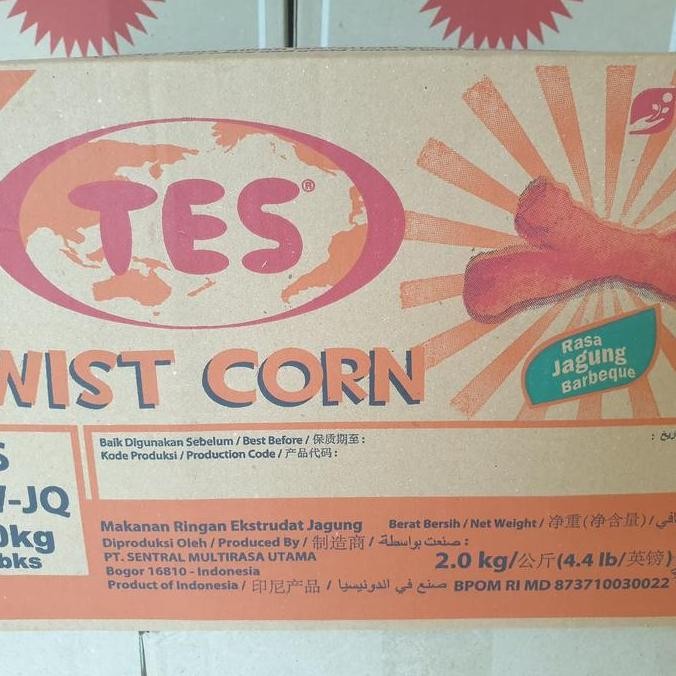 TES®
WIST CORN
Rasa
Jagung
Barbeque
S
-JQ
0kg
bks
Baik Digunakan Sebelum / Best Before / 保质期至 :
Kode Produksi / Production Code / 产品代码 :
Makanan Ringan Ekstrudat Jagung
Berat Bersih / Net Weight / 净重(净含量) /
Diproduksi Oleh / Produced By / 制造商 / صنعت بواسطة :
PT. SENTRAL MULTIRASA UTAMA
2.0 kg/公斤(4.4 lb/英镑)
Bogor 16810 - Indonesia
Product of Indonesia / 印尼产品 / صنع في اندونيسيا
BPOM RI MD 873710030022